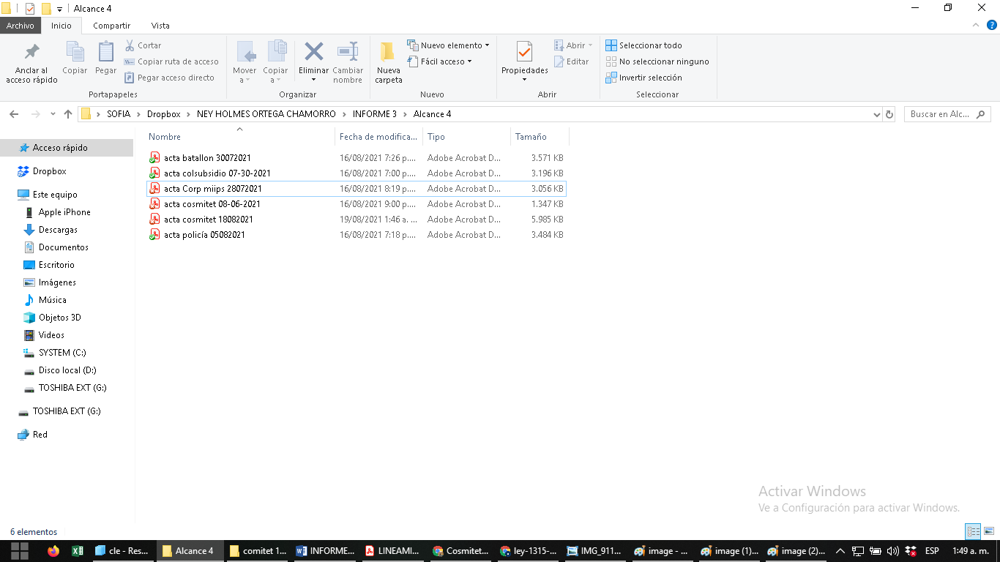 Alcance 4
Archivo Inicio Compartir Vista
Anclar al acceso rápido
Copiar
Pegar
Cortar
Copiar ruta de acceso
Pegar acceso directo
Portapapeles
Mover a
Copiar a
Eliminar
Cambiar nombre
Organizar
Nueva carpeta
Nuevo elemento
Fácil acceso
Nuevo
Propiedades
Abrir
Editar
Abrir
Seleccionar todo
No seleccionar ninguno
Invertir selección
Seleccionar
SOFIA > Dropbox > NEY HOLMES ORTEGA CHAMORRO > INFORME 3 > Alcance 4
Buscar en Alc...
Nombre Fecha de modifica... Tipo Tamaño
acta batallon 30072021 16/08/2021 7:26 p.... Adobe Acrobat D... 3.571 KB
acta colsubsidio 07-30-2021 16/08/2021 7:00 p.... Adobe Acrobat D... 3.196 KB
acta Corp miips 28072021 16/08/2021 8:19 p.... Adobe Acrobat D... 3.056 KB
acta cosmitet 08-06-2021 16/08/2021 9:00 p.... Adobe Acrobat D... 1.347 KB
acta cosmitet 18082021 19/08/2021 1:46 a. ... Adobe Acrobat D... 5.985 KB
acta policía 05082021 16/08/2021 7:18 p.... Adobe Acrobat D... 3.484 KB
Acceso rápido
Dropbox
Este equipo
Apple iPhone
Descargas
Documentos
Escritorio
Imágenes
Música
Objetos 3D
Videos
SYSTEM (C:)
Disco local (D:)
TOSHIBA EXT (G:)
TOSHIBA EXT (G:)
Red
Activar Windows
Ve a Configuración para activar Windows.
6 elementos
cle - Res... Alcance 4 comitet 1... INFORME... LINEAMI... Cosmitet... ley-1315-... IMG_911... image - ... image (1)... image (2)... ESP 1:49 a. m.